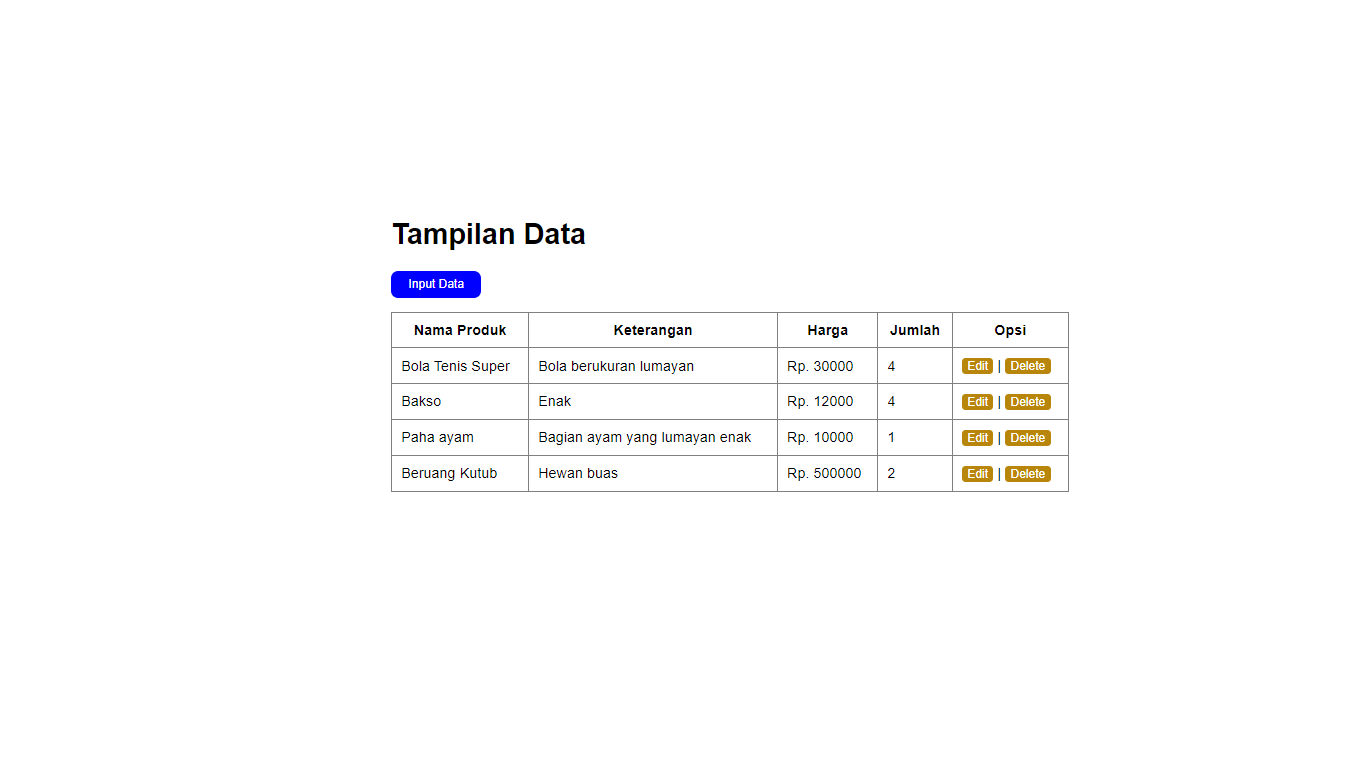 Tampilan Data
Input Data
Nama Produk Keterangan Harga Jumlah Opsi
Bola Tenis Super Bola berukuran lumayan Rp. 30000 4 Edit | Delete
Bakso Enak Rp. 12000 4 Edit | Delete
Paha ayam Bagian ayam yang lumayan enak Rp. 10000 1 Edit | Delete
Beruang Kutub Hewan buas Rp. 500000 2 Edit | Delete